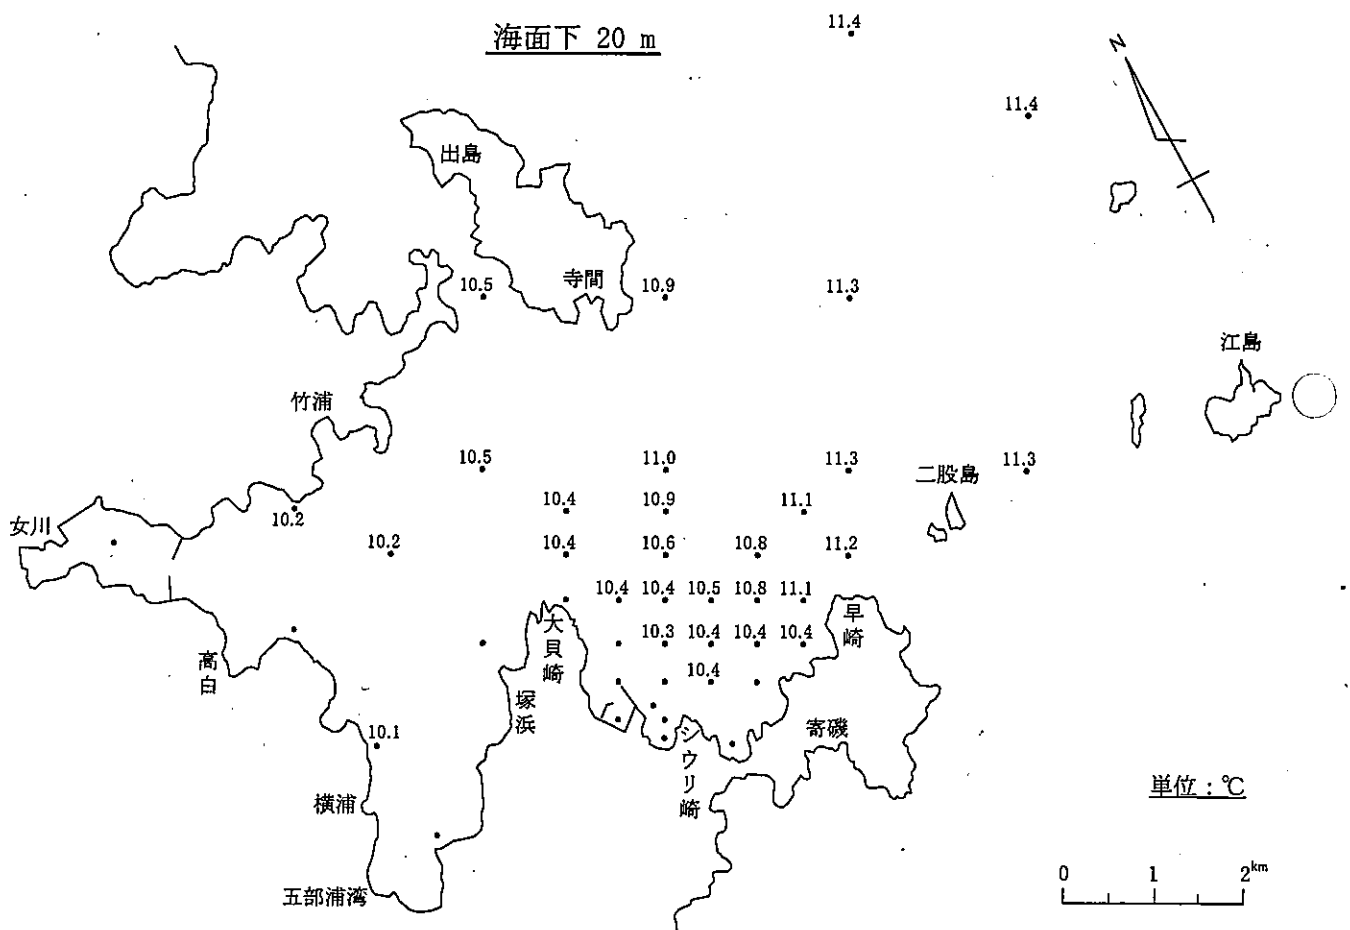 海面下 20 m
11.4
11.4
N
出島
寺間
10.5
10.9
11.3
江島
竹浦
10.5
11.0
11.3
二股島
11.3
10.4
10.9
11.1
女川
10.2
10.2
10.4
10.6
10.8
11.2
10.4
10.4
10.5
10.8
11.1
大貝崎
早崎
10.3
10.4
10.4
10.4
高白
10.4
塚浜
シウリ崎
寄磯
10.1
横浦
単位：℃
五部浦湾
0 1 2km